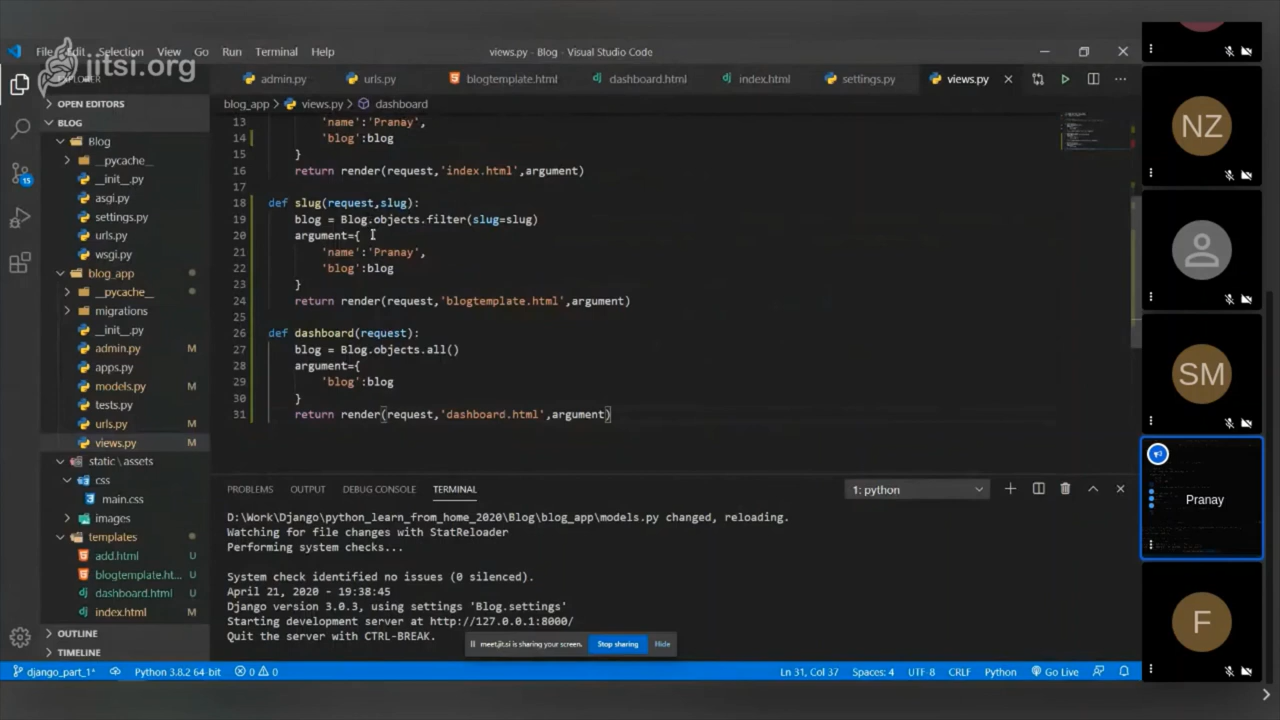 File Edit Selection View Go Run Terminal Help
views.py - Blog - Visual Studio Code
jitsi.org
EXPLORER
admin.py
urls.py
blogtemplate.html
dashboard.html
index.html
settings.py
views.py
OPEN EDITORS
BLOG
Blog
__pycache__
__init__.py
asgi.py
settings.py
urls.py
wsgi.py
blog_app
__pycache__
migrations
__init__.py
admin.py M
apps.py
models.py M
tests.py
urls.py M
views.py M
static \ assets
css
main.css
images
templates
add.html U
blogtemplate.ht... U
dashboard.html U
index.html M
OUTLINE
TIMELINE
blog_app > views.py > dashboard
13 'name':'Pranay',
14 'blog':blog
15 }
16 return render(request,'index.html',argument)
17
18 def slug(request,slug):
19 blog = Blog.objects.filter(slug=slug)
20 argument={
21 'name':'Pranay',
22 'blog':blog
23 }
24 return render(request,'blogtemplate.html',argument)
25
26 def dashboard(request):
27 blog = Blog.objects.all()
28 argument={
29 'blog':blog
30 }
31 return render(request,'dashboard.html',argument)
PROBLEMS OUTPUT DEBUG CONSOLE TERMINAL
1: python
D:\Work\Django\python_learn_from_home_2020\Blog\blog_app\models.py changed, reloading.
Watching for file changes with StatReloader
Performing system checks...
System check identified no issues (0 silenced).
April 21, 2020 - 19:38:45
Django version 3.0.3, using settings 'Blog.settings'
Starting development server at http://127.0.0.1:8000/
Quit the server with CTRL-BREAK.
meet.jit.si is sharing your screen. Stop sharing Hide
15
django_part_1* Python 3.8.2 64-bit 0 0
Ln 31, Col 37 Spaces: 4 UTF-8 CRLF Python Go Live
NZ
SM
Pranay
F